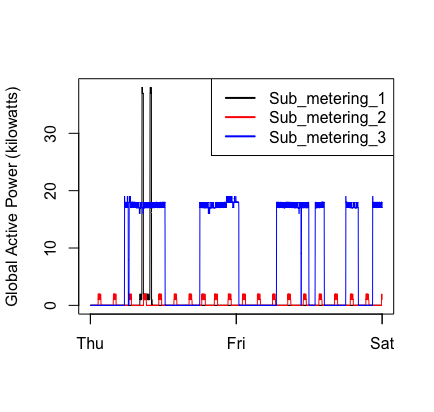 Global Active Power (kilowatts)
Sub_metering_1
Sub_metering_2
Sub_metering_3
30
20
10
0
Thu Fri Sat